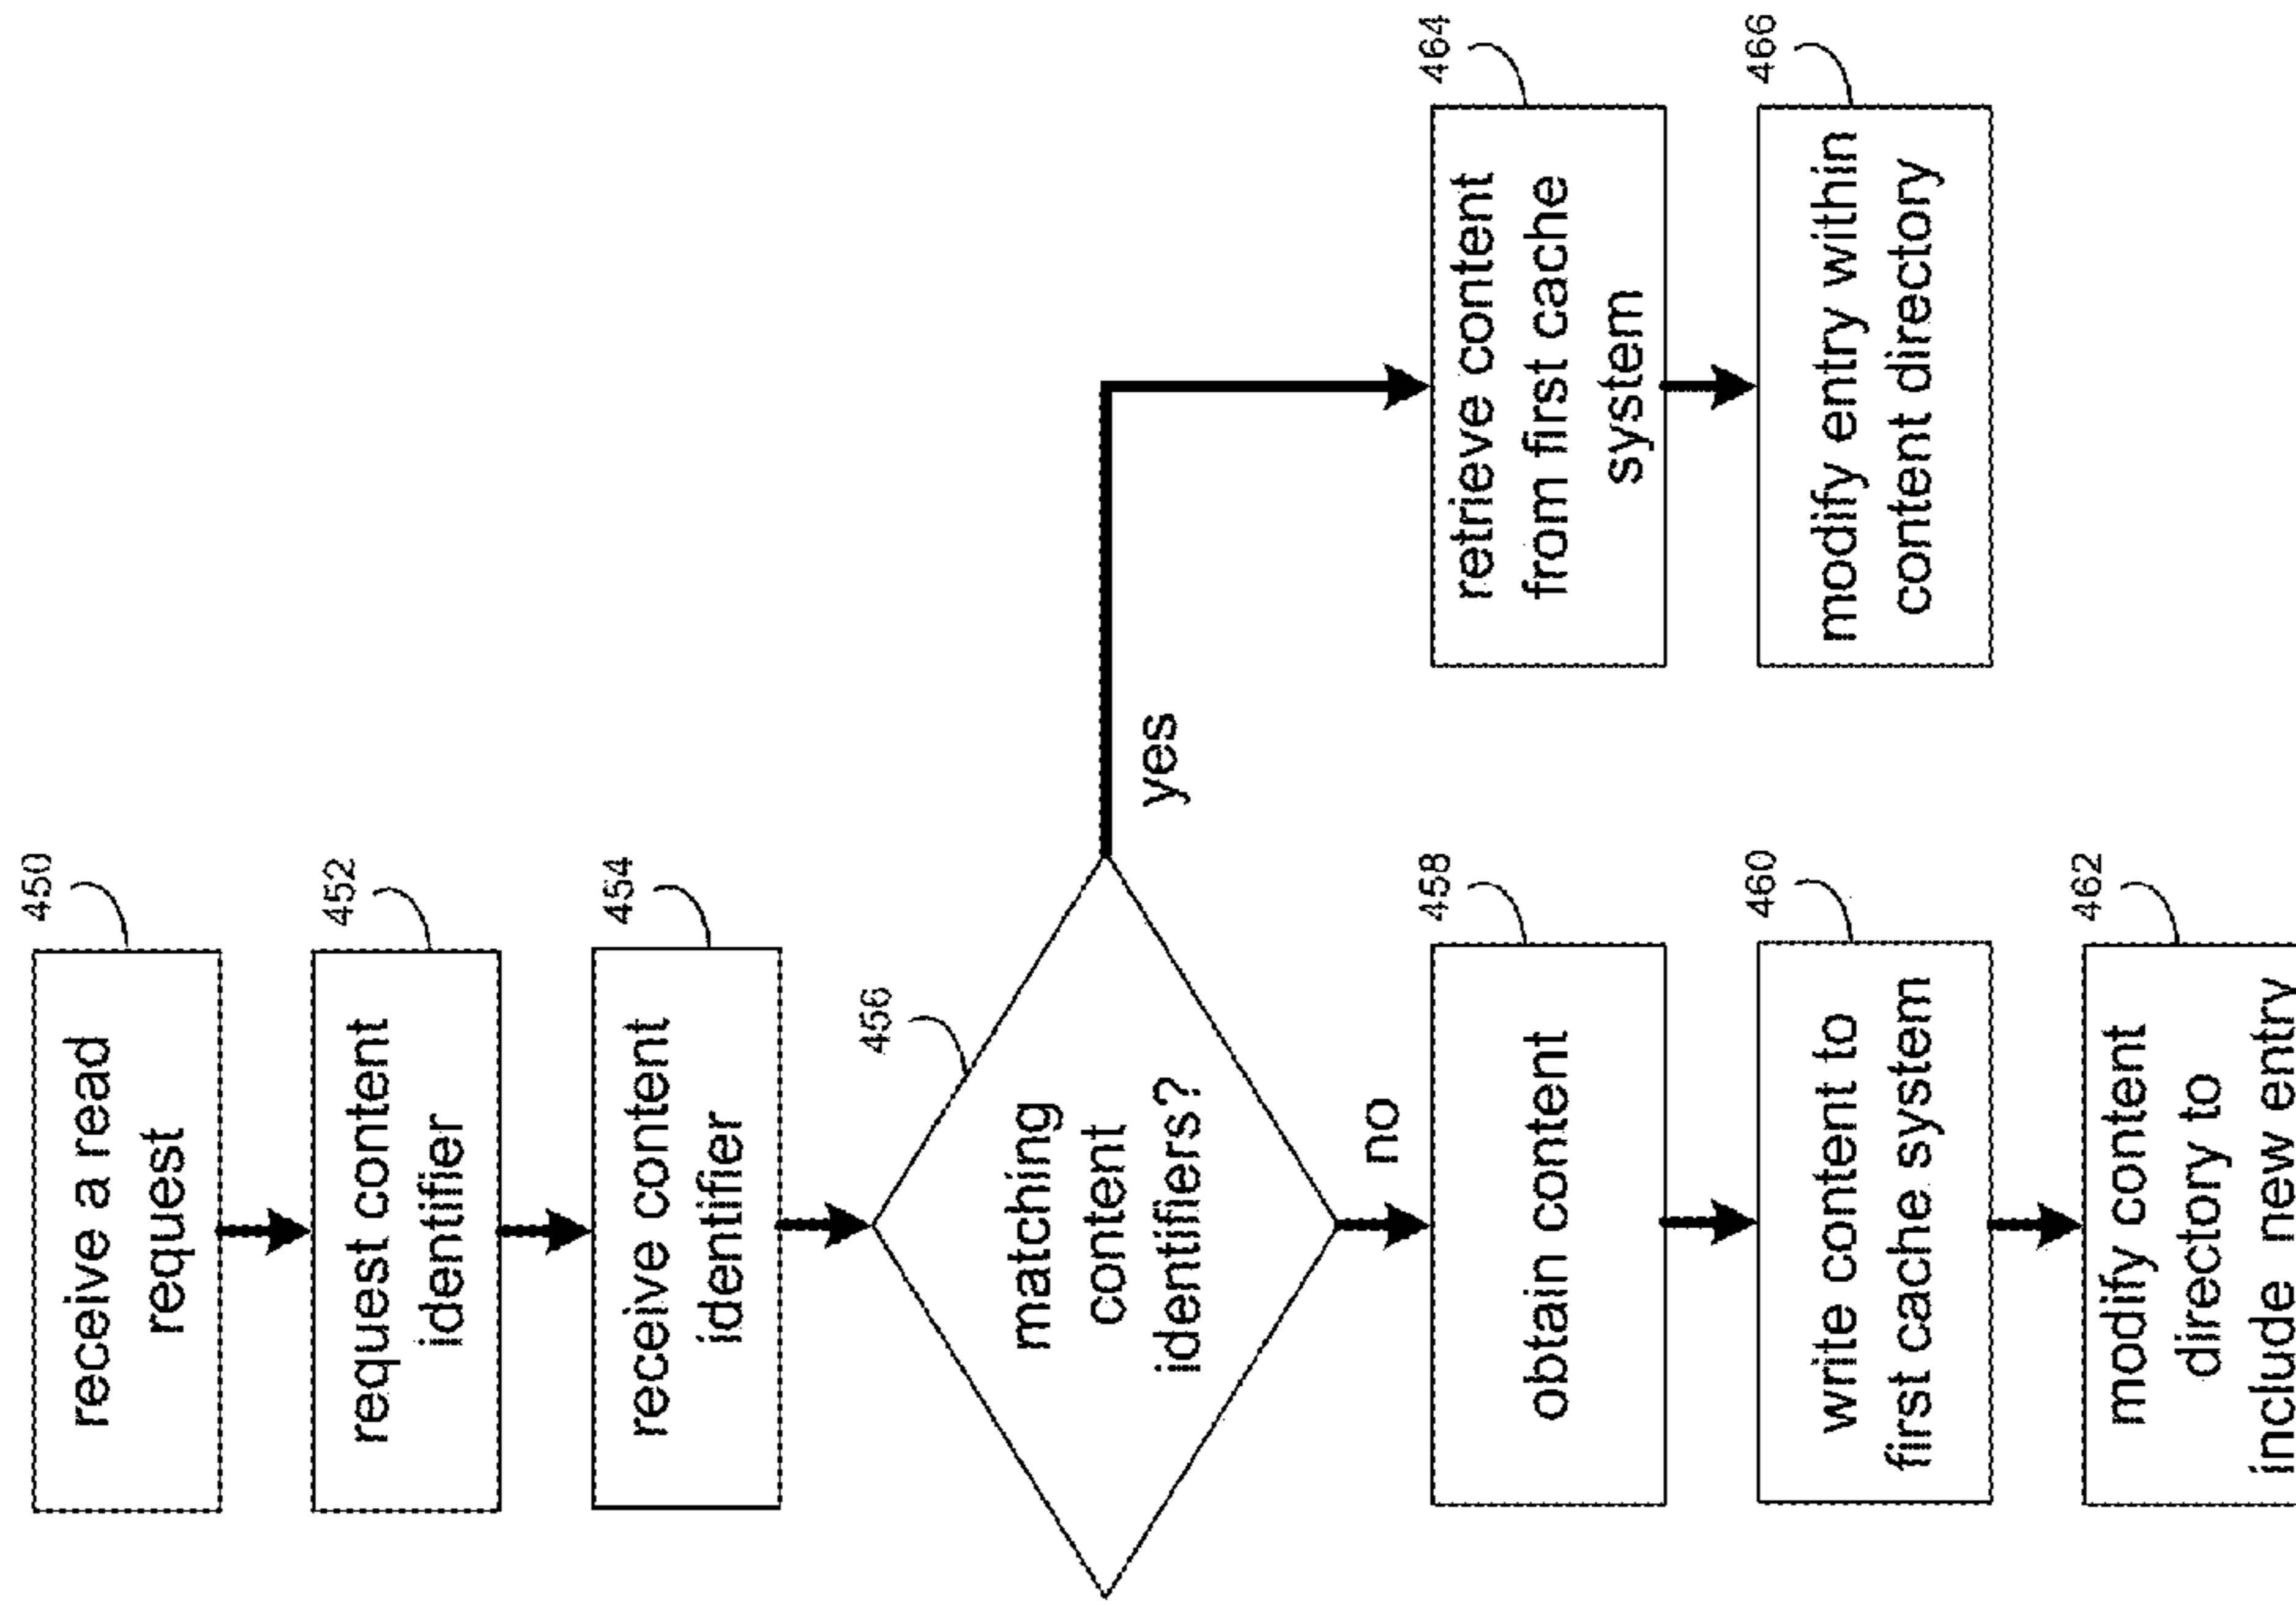 450
receive a read
request
452
request content
identifier
454
receive content
identifier
456
matching
content
identifiers?
yes
no
458
obtain content
460
write content to
first cache system
462
modify content
directory to
include new entry
464
retrieve content
from first cache
system
466
modify entry within
content directory